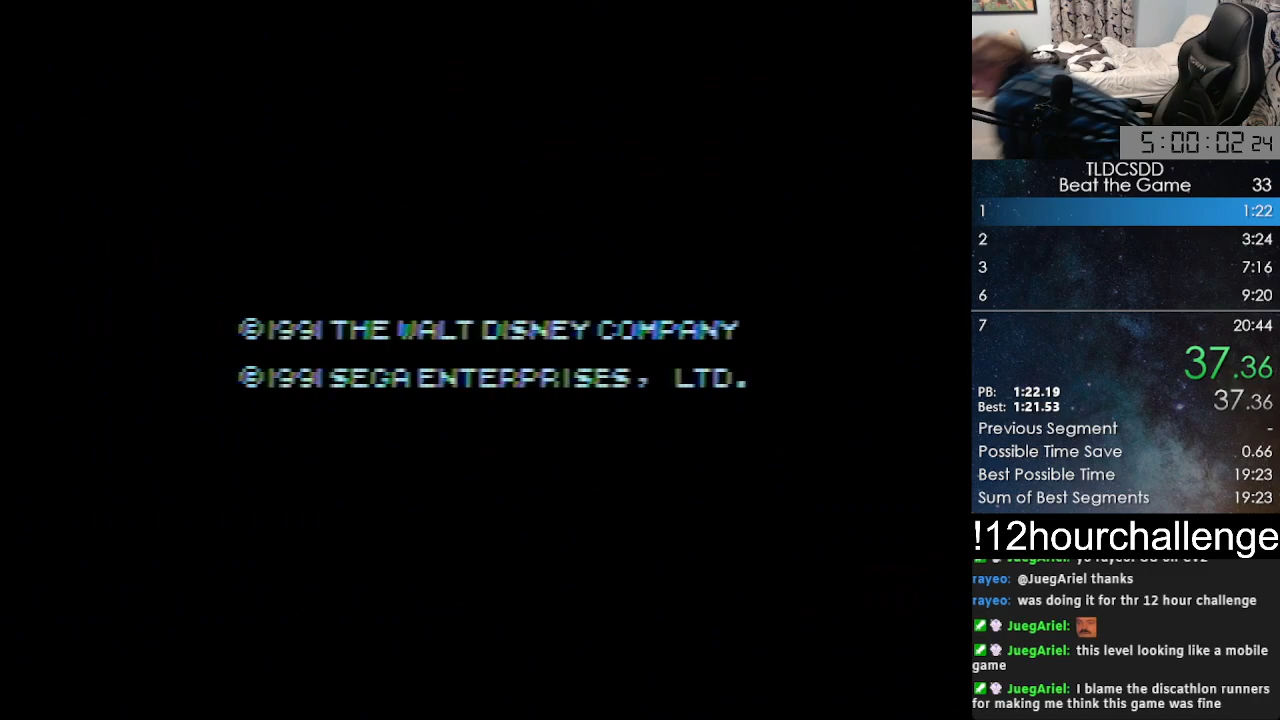 ©1991 THE WALT DISNEY COMPANY
©1991 SEGA ENTERPRISES, LTD.
5:00:02 24
TLDCSDD
Beat the Game 33
1 1:22
2 3:24
3 7:16
6 9:20
7 20:44
37.36
PB: 1:22.19
Best: 1:21.53
37.36
Previous Segment -
Possible Time Save 0.66
Best Possible Time 19:23
Sum of Best Segments 19:23
!12hourchallenge
rayeo: @JuegAriel thanks
rayeo: was doing it for thr 12 hour challenge
JuegAriel:
JuegAriel: this level looking like a mobile
game
JuegAriel: I blame the discathlon runners
for making me think this game was fine